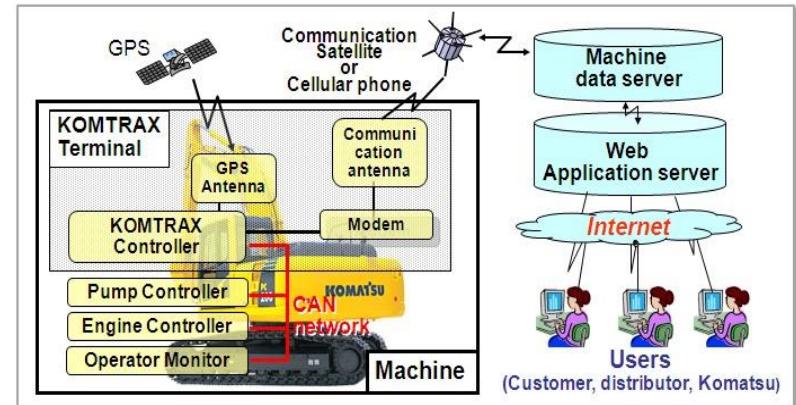 GPS
Communication
Satellite
or
Cellular phone
Machine
data server
KOMTRAX
Terminal
GPS
Antenna
Communi
cation
antenna
Web
Application server
KOMTRAX
Controller
Modem
Internet
Pump Controller
KOMATSU
CAN
network
Engine Controller
Operator Monitor
Machine
Users
(Customer, distributor, Komatsu)